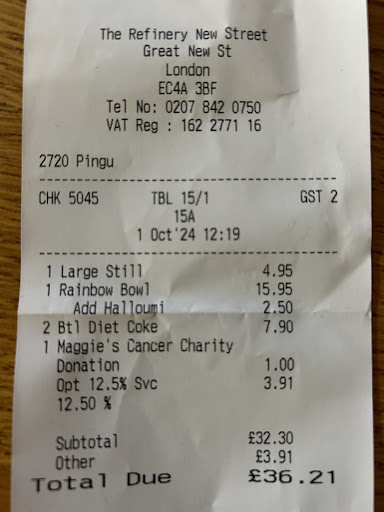 The Refinery New Street
Great New St
London
EC4A 3BF
Tel No: 0207 842 0750
VAT Reg : 162 2771 16
2720 Pingu
CHK 5045 TBL 15/1 GST 2
15A
1 Oct'24 12:19
1 Large Still 4.95
1 Rainbow Bowl 15.95
Add Halloumi 2.50
2 Btl Diet Coke 7.90
1 Maggie's Cancer Charity
Donation 1.00
Opt 12.5% Svc 3.91
12.50 %
Subtotal £32.30
Other £3.91
Total Due £36.21